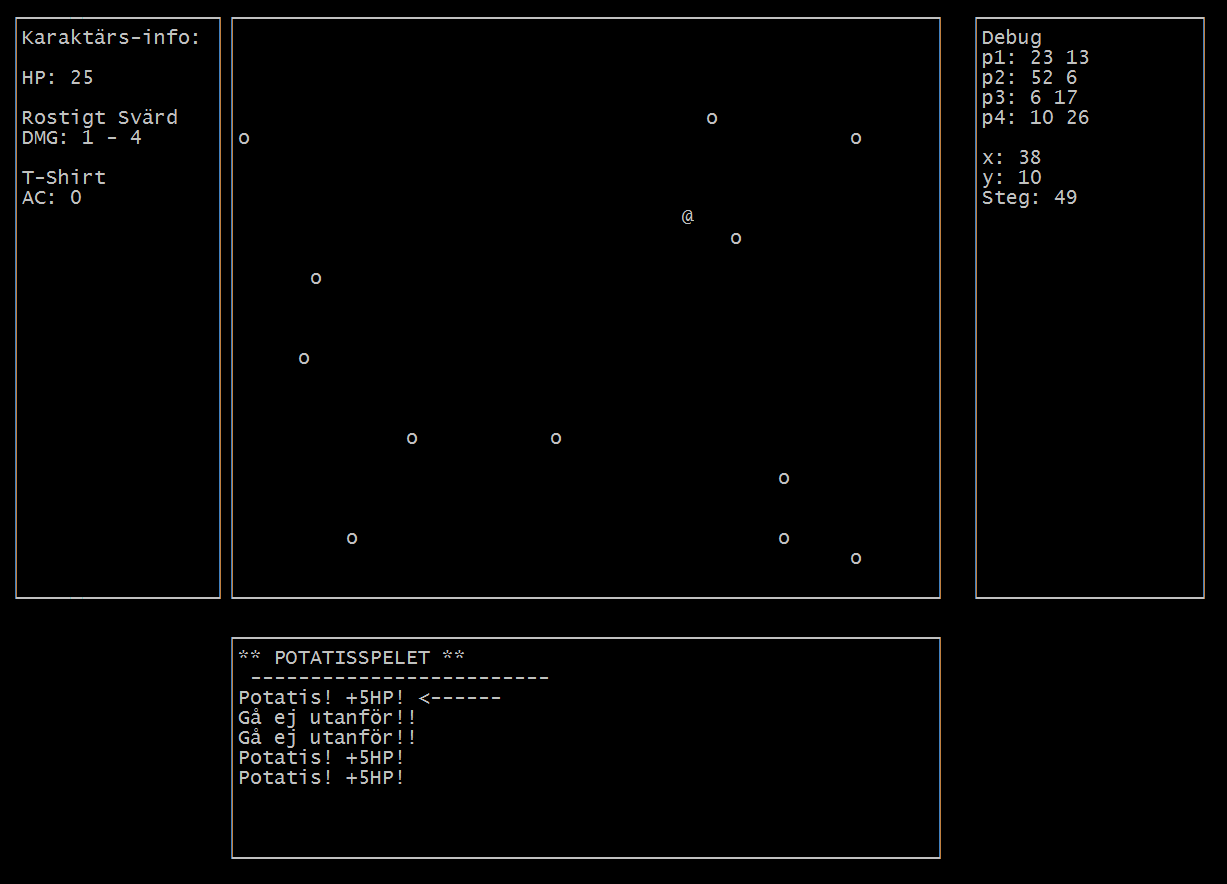 Karaktärs-info:
HP: 25
Rostigt Svärd
DMG: 1 - 4
T-Shirt
AC: 0
o
o
o
@
o
o
o
o
o
o
o
o
o
Debug
p1: 23 13
p2: 52 6
p3: 6 17
p4: 10 26
x: 38
y: 10
Steg: 49
** POTATISSPELET **
-------------------------
Potatis! +5HP! <------
Gå ej utanför!!
Gå ej utanför!!
Potatis! +5HP!
Potatis! +5HP!